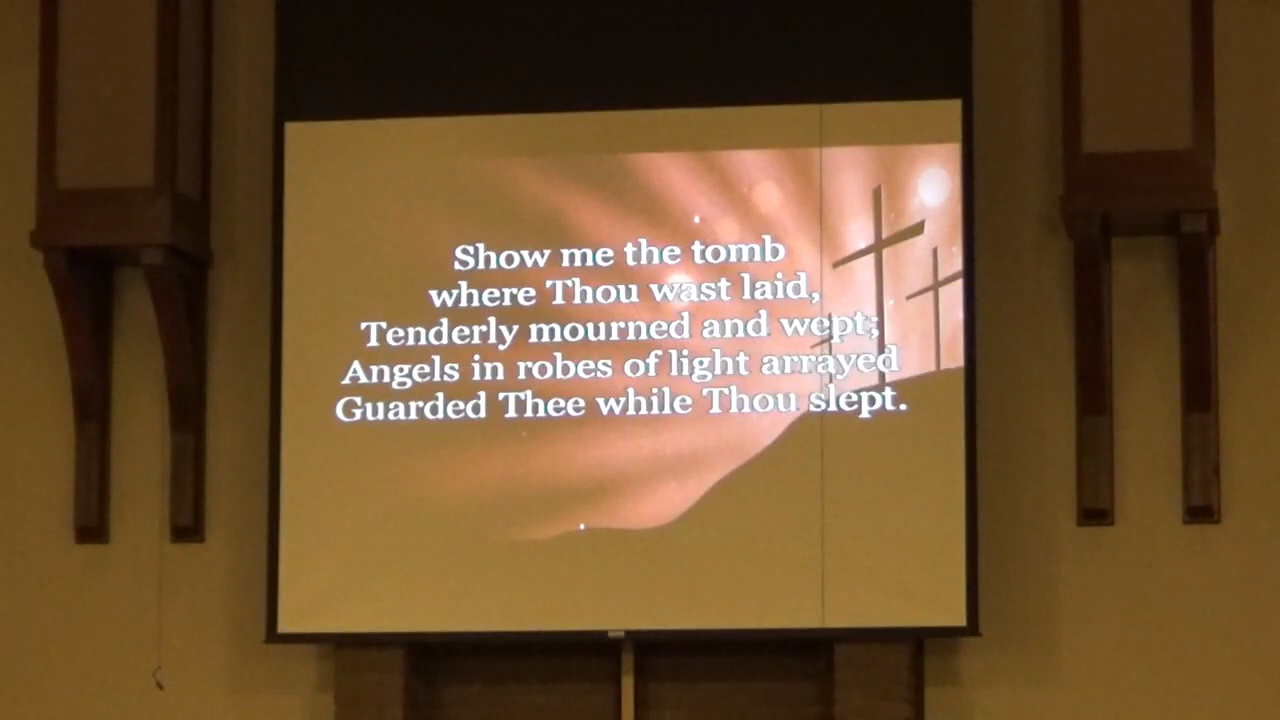 Show me the tomb
where Thou wast laid,
Tenderly mourned and wept;
Angels in robes of light arrayed
Guarded Thee while Thou slept.